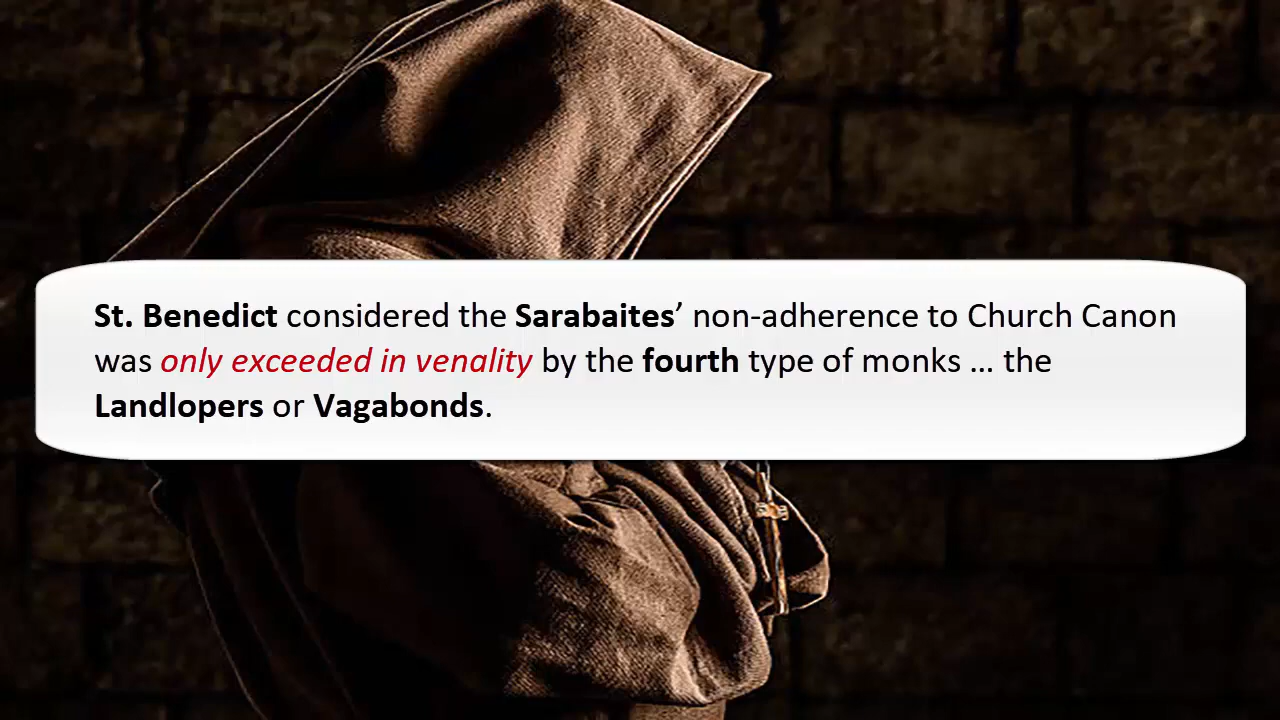 St. Benedict considered the Sarabaites’ non-adherence to Church Canon
was only exceeded in venality by the fourth type of monks ... the
Landlopers or Vagabonds.